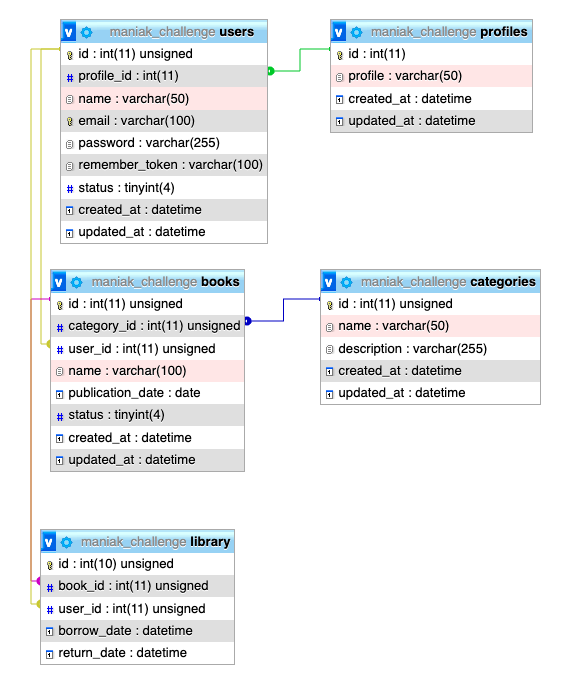 v maniak_challenge users
id : int(11) unsigned
# profile_id : int(11)
name : varchar(50)
email : varchar(100)
password : varchar(255)
remember_token : varchar(100)
# status : tinyint(4)
created_at : datetime
updated_at : datetime
v maniak_challenge profiles
id : int(11)
profile : varchar(50)
created_at : datetime
updated_at : datetime
v maniak_challenge books
id : int(11) unsigned
# category_id : int(11) unsigned
# user_id : int(11) unsigned
name : varchar(100)
publication_date : date
# status : tinyint(4)
created_at : datetime
updated_at : datetime
v maniak_challenge categories
id : int(11) unsigned
name : varchar(50)
description : varchar(255)
created_at : datetime
updated_at : datetime
v maniak_challenge library
id : int(10) unsigned
# book_id : int(11) unsigned
# user_id : int(11) unsigned
borrow_date : datetime
return_date : datetime